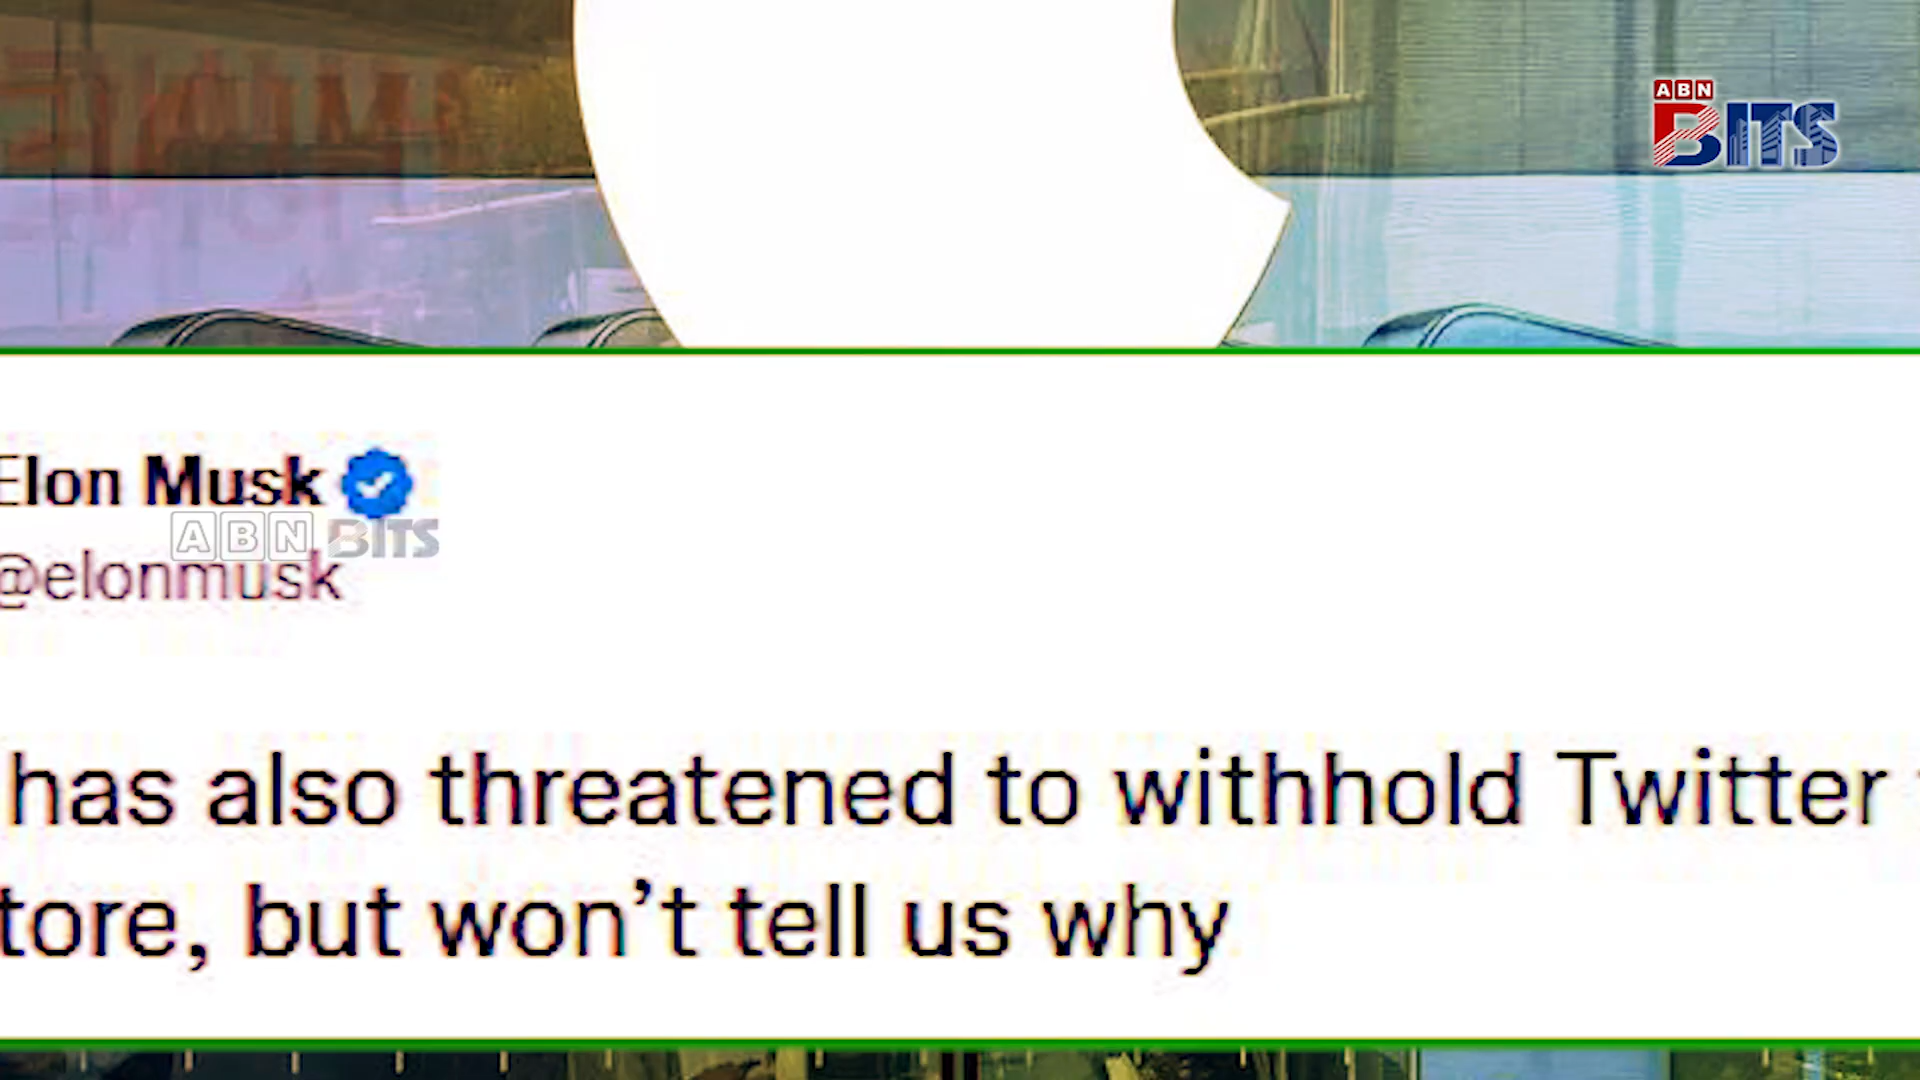 ABN
BITS
Elon Musk
ABN BITS
@elonmusk
has also threatened to withhold Twitter
tore, but won't tell us why